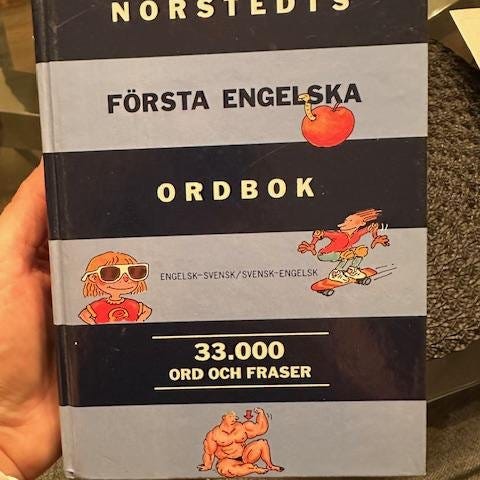 NORSTEDTS
FÖRSTA ENGELSKA
ORDBOK
ENGELSK–SVENSK/SVENSK–ENGELSK
33.000
ORD OCH FRASER